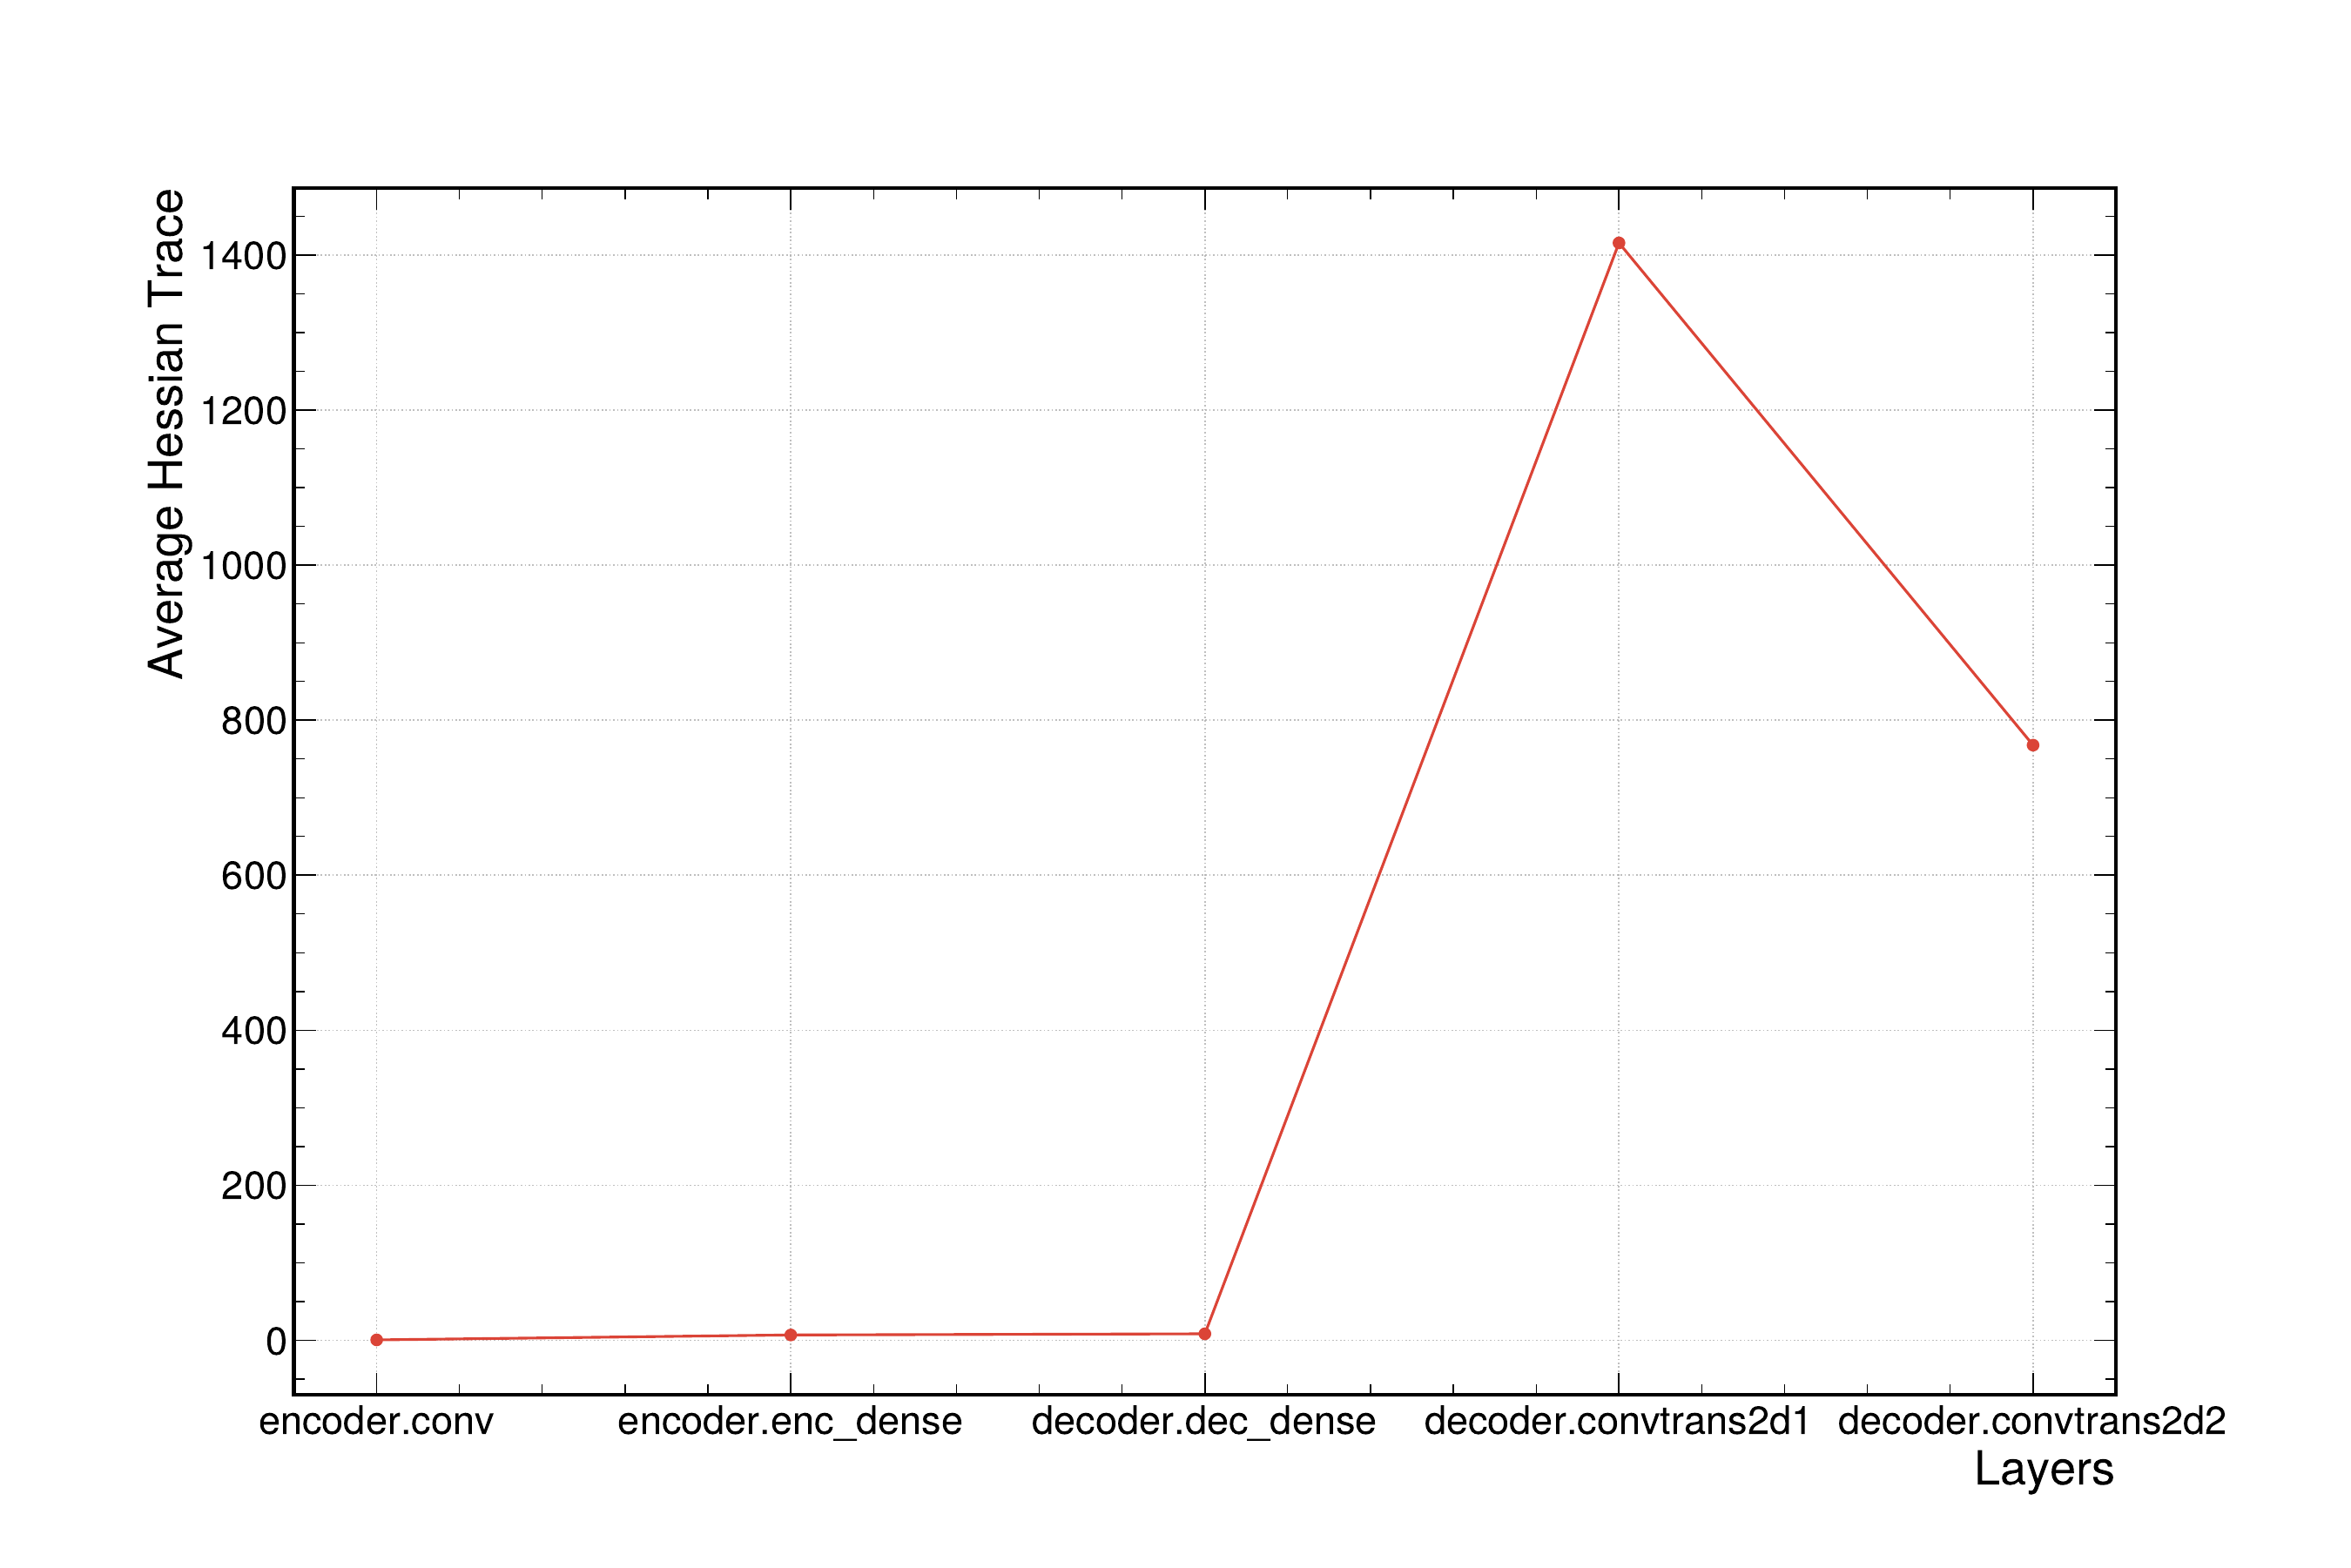 Average Hessian Trace
1400
1200
1000
800
600
400
200
0
encoder.conv encoder.enc_dense decoder.dec_dense decoder.convtrans2d1 decoder.convtrans2d2
Layers